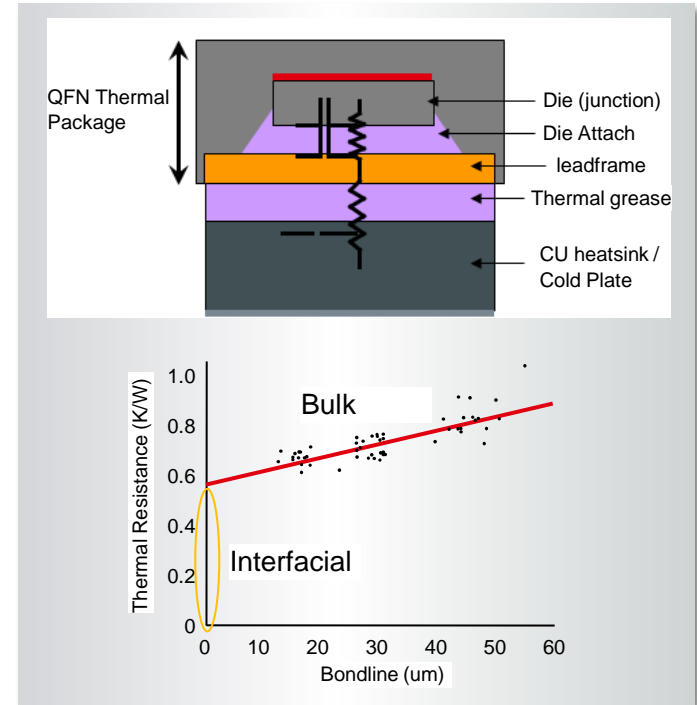 QFN Thermal
Package
Die (junction)
Die Attach
leadframe
Thermal grease
CU heatsink /
Cold Plate
Thermal Resistance (K/W)
1.0
0.8
0.6
0.4
0.2
0
Bulk
Interfacial
0 10 20 30 40 50 60
Bondline (um)